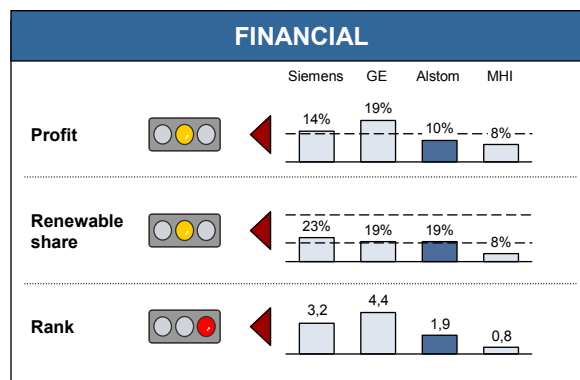 FINANCIAL
Siemens GE Alstom MHI
Profit
14% 19% 10% 8%
Renewable
share
23% 19% 19% 8%
Rank
3,2 4,4 1,9 0,8